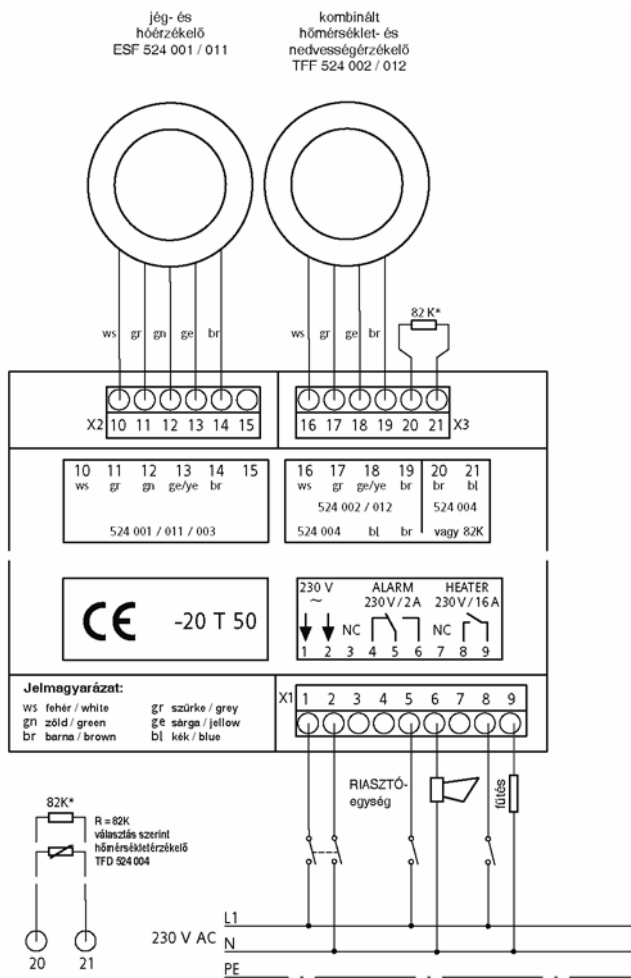 jég- és
hóérzékelő
ESF 524 001 / 011
kombinált
hőmérséklet- és
nedvességérzékelő
TFF 524 002 / 012
ws gr gn ge br
ws gr ge br
82 K*
X2 10 11 12 13 14 15
16 17 18 19 20 21 X3
10 11 12 13 14 15
ws gr gn ge/ye br
524 001 / 011 / 003
16 17 18 19 20 21
ws gr ge/ye br br bl
524 002 / 012 524 004
524 004 bl br vagy 82K
CE -20 T 50
230 V ALARM HEATER
~ 230 V / 2 A 230 V / 16 A
NC NC
1 2 3 4 5 6 7 8 9
Jelmagyarázat:
ws fehér / white gr szürke / grey
gn zöld / green ge sárga / jellow
br barna / brown bl kék / blue
X1 1 2 3 4 5 6 7 8 9
RIASZTÓ-
egység
fűtés
82K*
R = 82K
választás szerint
hőmérsékletérzékelő
TFD 524 004
20 21
230 V AC
L1
N
PE